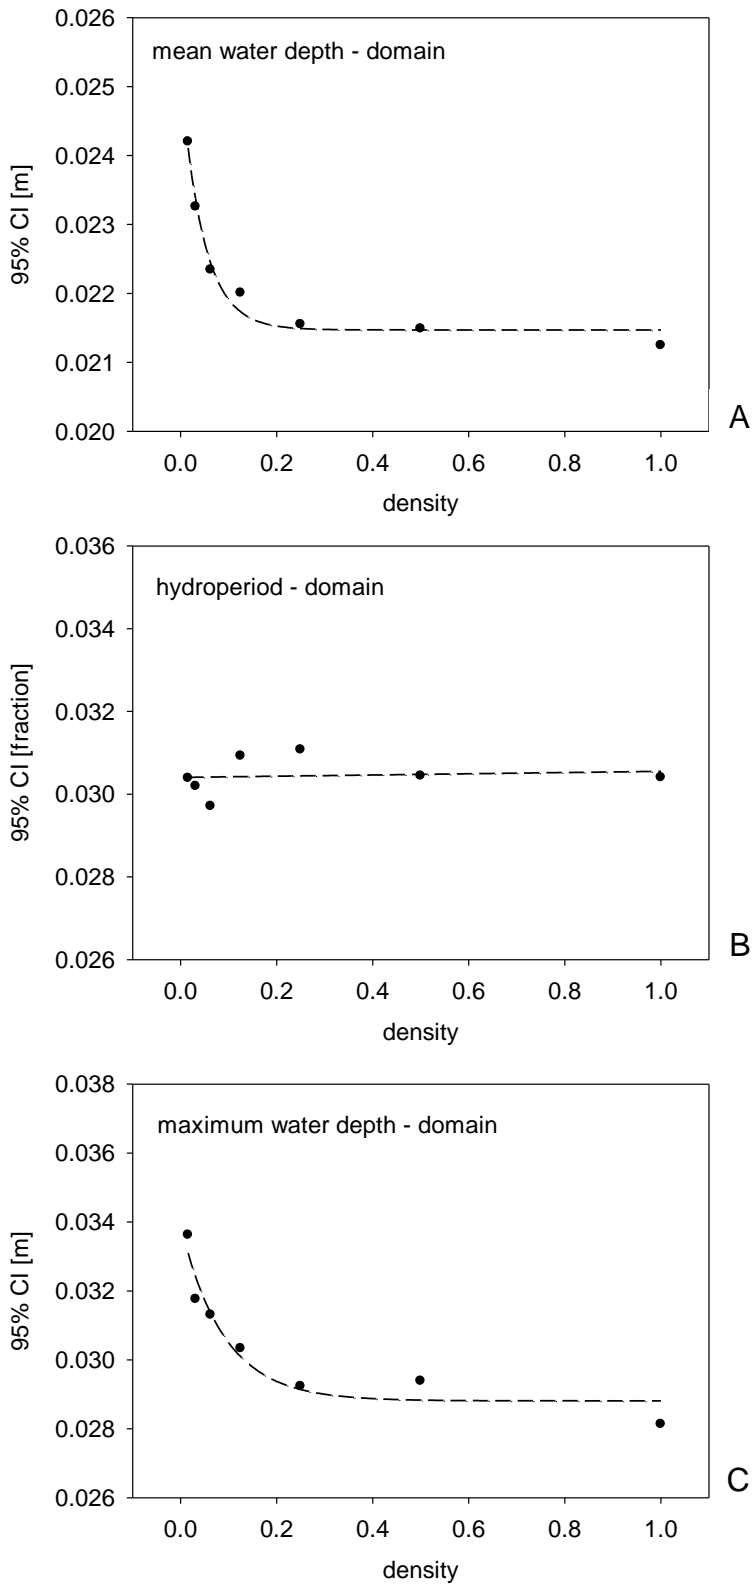 0.026
mean water depth - domain
0.025
0.024
0.023
0.022
0.021
0.020
95% CI [m]
0.0 0.2 0.4 0.6 0.8 1.0
density
A
0.036
hydroperiod - domain
0.034
0.032
0.030
0.028
0.026
95% CI [fraction]
0.0 0.2 0.4 0.6 0.8 1.0
density
B
0.038
maximum water depth - domain
0.036
0.034
0.032
0.030
0.028
0.026
95% CI [m]
0.0 0.2 0.4 0.6 0.8 1.0
density
C